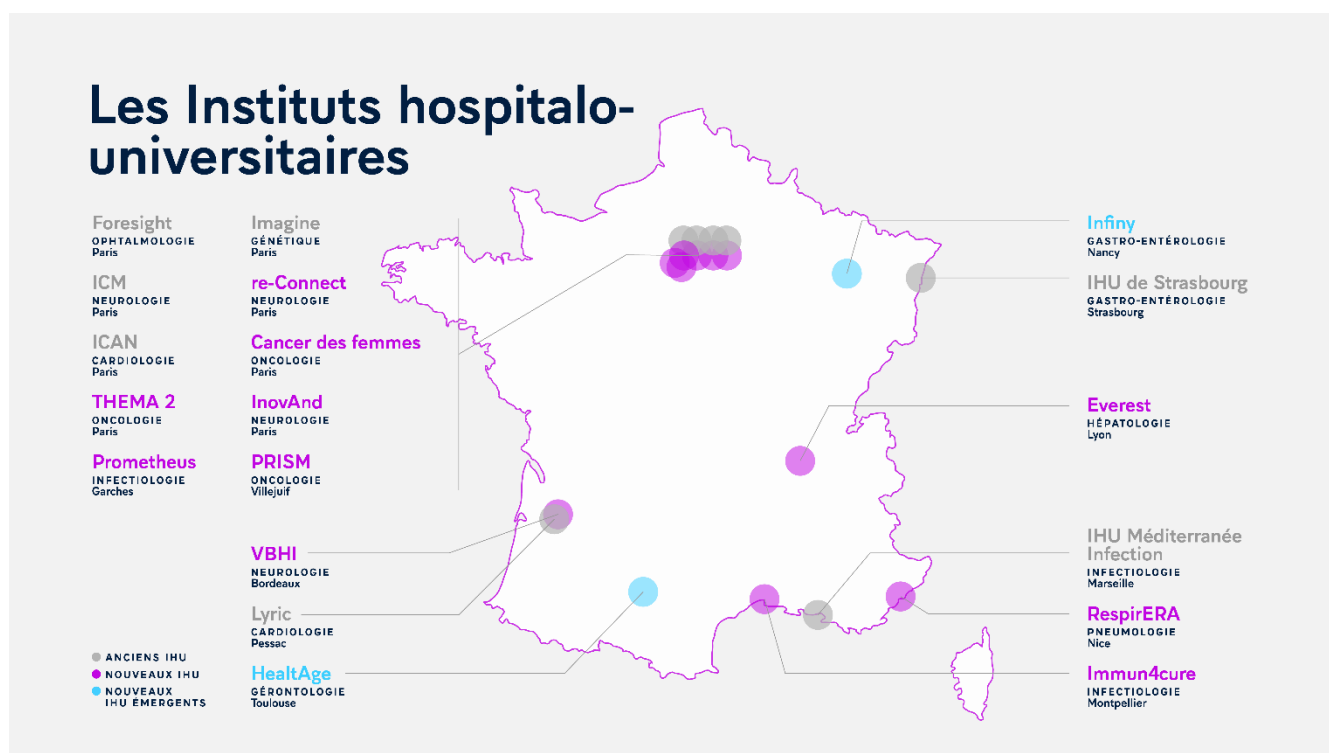 Les Instituts hospitalo-
universitaires
Foresight
OPHTALMOLOGIE
Paris
Imagine
GÉNÉTIQUE
Paris
ICM
NEUROLOGIE
Paris
re-Connect
NEUROLOGIE
Paris
ICAN
CARDIOLOGIE
Paris
Cancer des femmes
ONCOLOGIE
Paris
THEMA 2
ONCOLOGIE
Paris
InovAnd
NEUROLOGIE
Paris
Prometheus
INFECTIOLOGIE
Garches
PRISM
ONCOLOGIE
Villejuif
VBHI
NEUROLOGIE
Bordeaux
Lyric
CARDIOLOGIE
Pessac
HealtAge
GÉRONTOLOGIE
Toulouse
ANCIENS IHU
NOUVEAUX IHU
NOUVEAUX
IHU ÉMERGENTS
Infiny
GASTRO-ENTÉROLOGIE
Nancy
IHU de Strasbourg
GASTRO-ENTÉROLOGIE
Strasbourg
Everest
HÉPATOLOGIE
Lyon
IHU Méditerranée
Infection
INFECTIOLOGIE
Marseille
RespirERA
PNEUMOLOGIE
Nice
Immun4cure
INFECTIOLOGIE
Montpellier